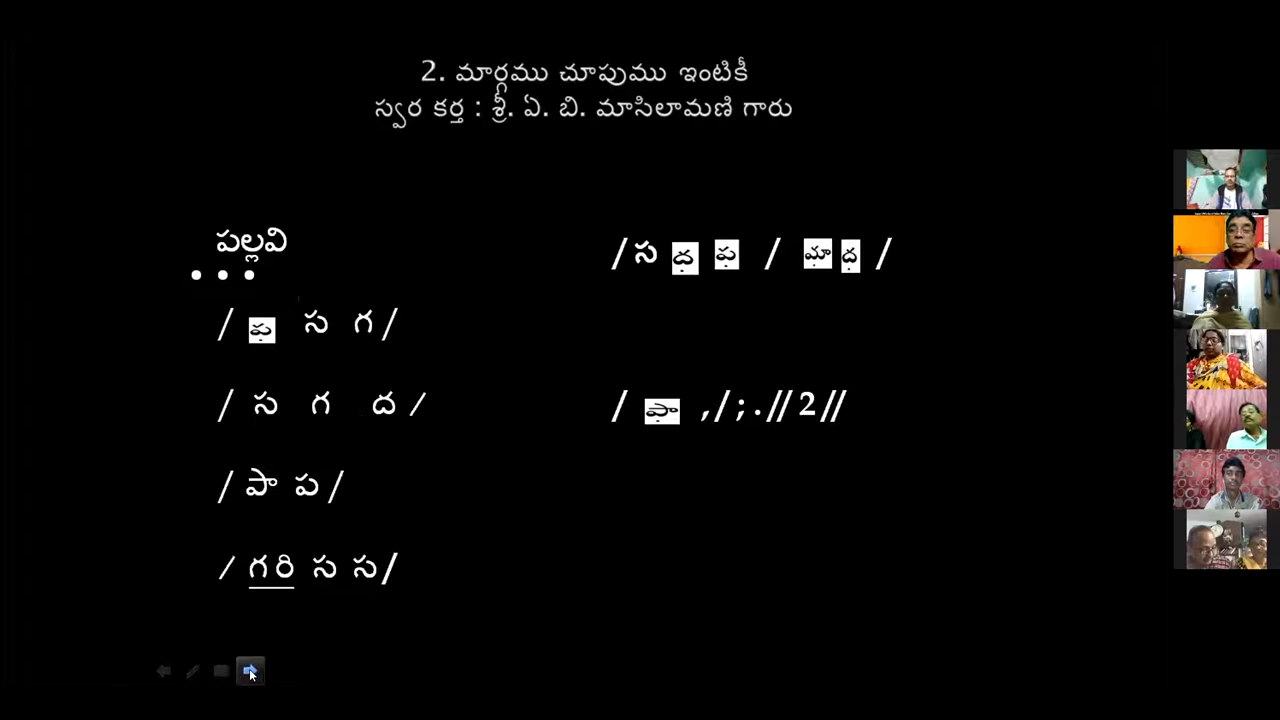 2. మార్గము చూపుము ఇంటికీ
స్వర కర్త : శ్రీ. ఏ. బి. మాసిలామణి గారు
పల్లవి
• • •
/ ప̣ స గ /
/ స గ ద /
/ పా ప /
/ గరి స స /
/ స ద̣ ప̣ / మా̣ ద̣ /
/ పా̣ , / ; . // 2 //